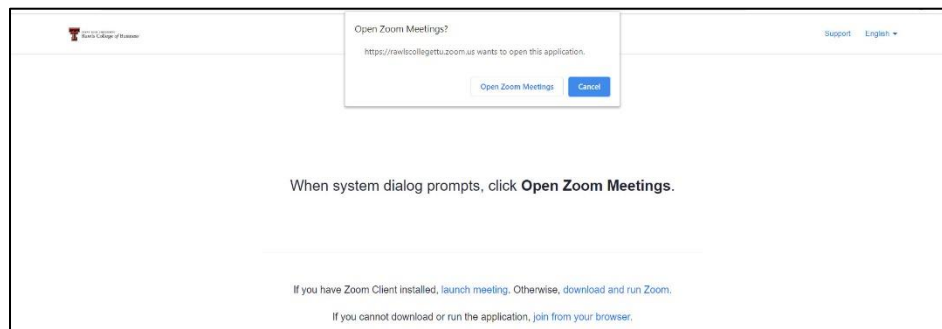 Open Zoom Meetings?
https://rawlscollegettu.zoom.us wants to open this application.
Open Zoom Meetings Cancel
Rawls College of Business
Support English
When system dialog prompts, click Open Zoom Meetings.
If you have Zoom Client installed, launch meeting. Otherwise, download and run Zoom.
If you cannot download or run the application, join from your browser.